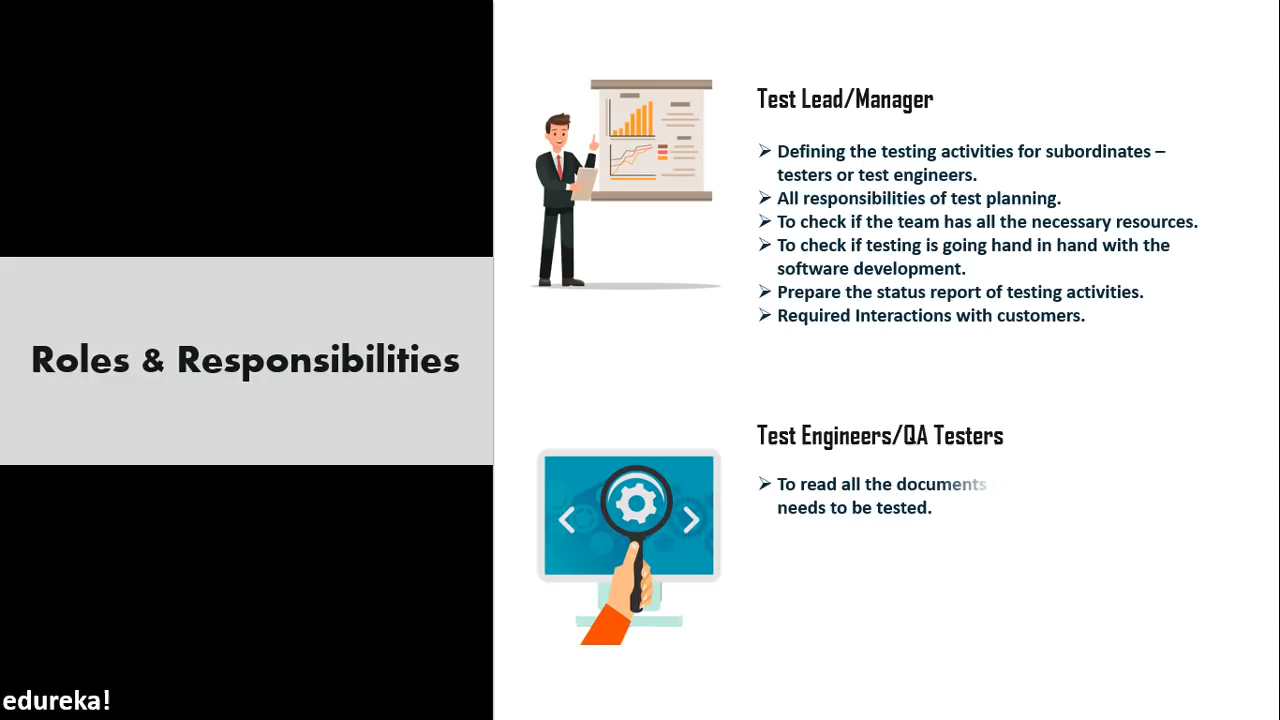 Roles & Responsibilities
Test Lead/Manager
➢ Defining the testing activities for subordinates –
testers or test engineers.
➢ All responsibilities of test planning.
➢ To check if the team has all the necessary resources.
➢ To check if testing is going hand in hand with the
software development.
➢ Prepare the status report of testing activities.
➢ Required Interactions with customers.
Test Engineers/QA Testers
➢ To read all the documents
needs to be tested.
edureka!